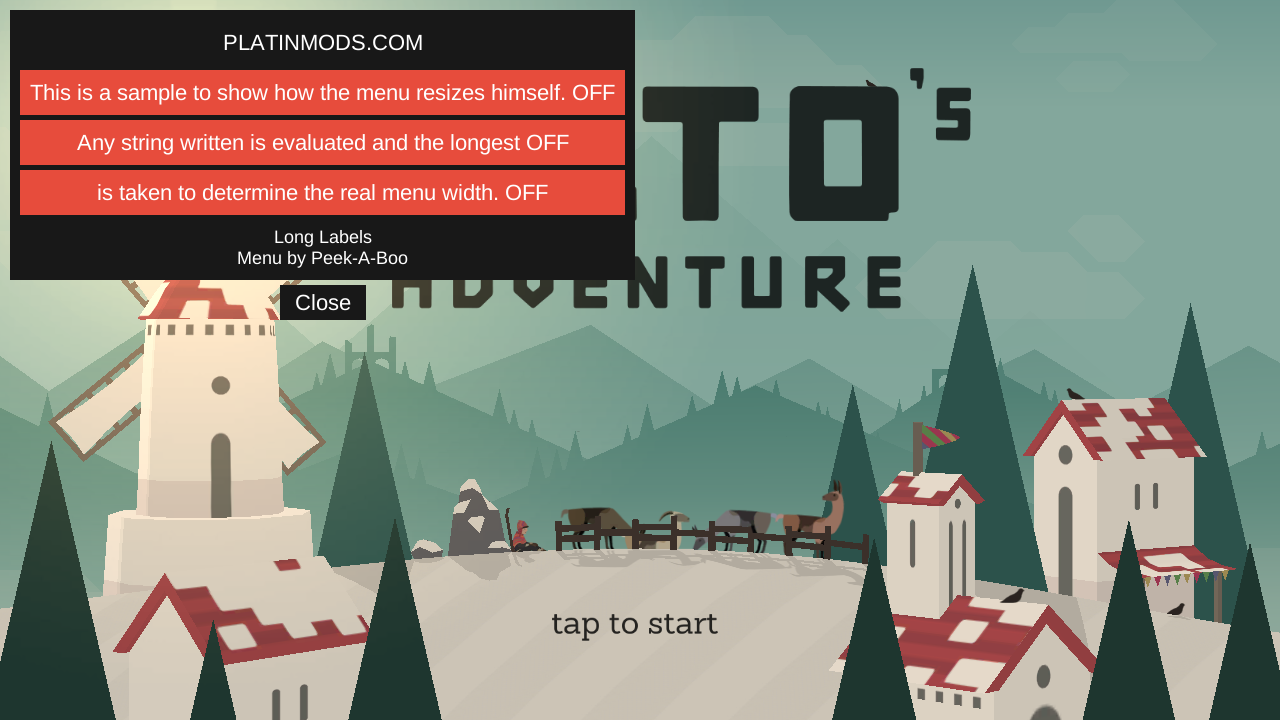 PLATINMODS.COM
This is a sample to show how the menu resizes himself. OFF
Any string written is evaluated and the longest OFF
is taken to determine the real menu width. OFF
Long Labels
Menu by Peek-A-Boo
Close
TO's
ADVENTURE
tap to start